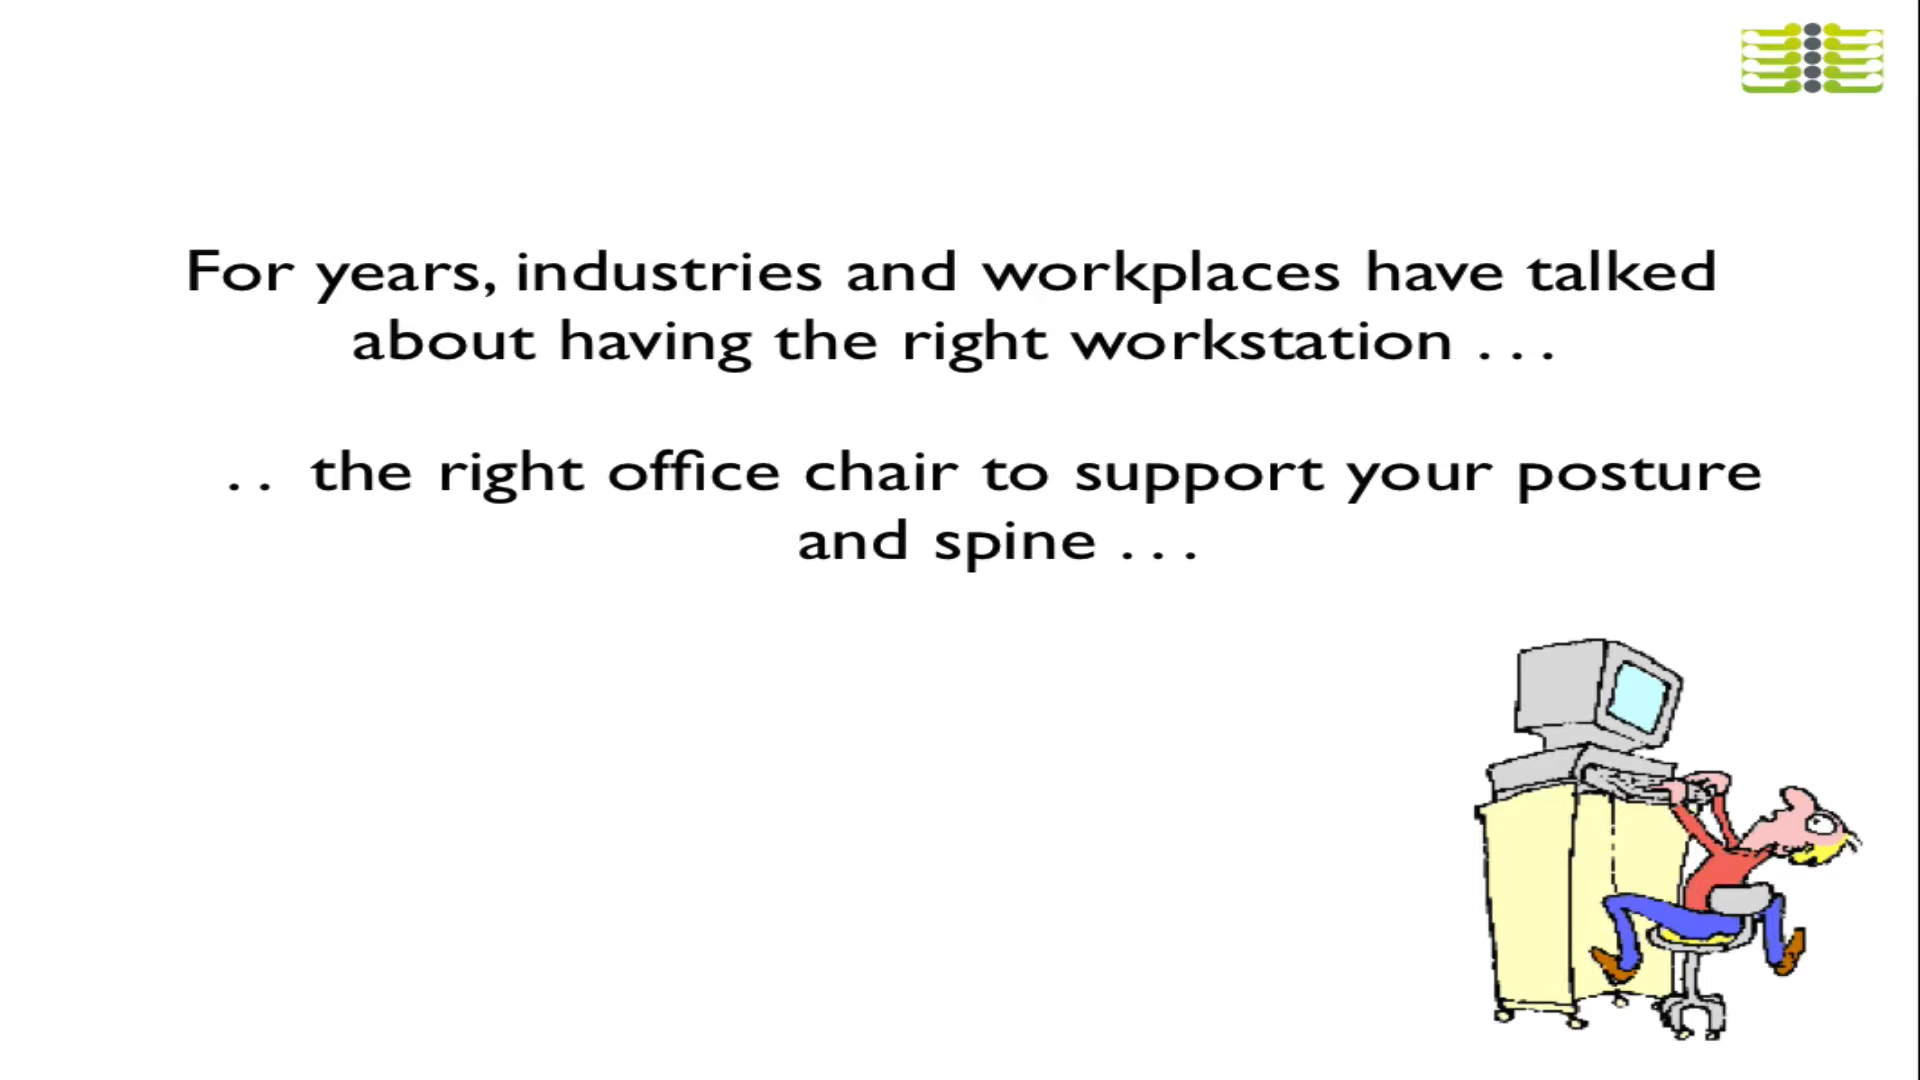 For years, industries and workplaces have talked
about having the right workstation . . .
. . the right office chair to support your posture
and spine . . .